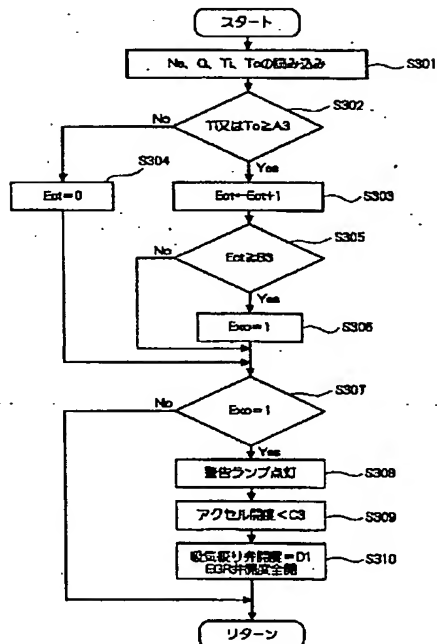 スタート
Ne、Q、Ti、Toの読み込み
S301
S302
Ti又はTo≧A3
No
Yes
S304
Ect=0
Ect←Ect+1
S303
S305
Ect≧B3
No
Yes
Exo=1
S306
S307
Exo=1
No
Yes
警告ランプ点灯
S308
アクセル開度<C3
S309
吸気絞り弁開度=D1
EGR弁開度全開
S310
リターン